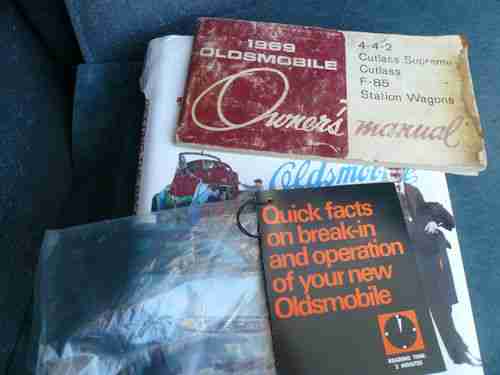 1969
OLDSMOBILE
Owner's manual
4-4-2
Cutlass Supreme
Cutlass
F-85
Station Wagons
Oldsmobile
Quick facts
on break-in
and operation
of your new
Oldsmobile
READING TIME
3 MINUTES